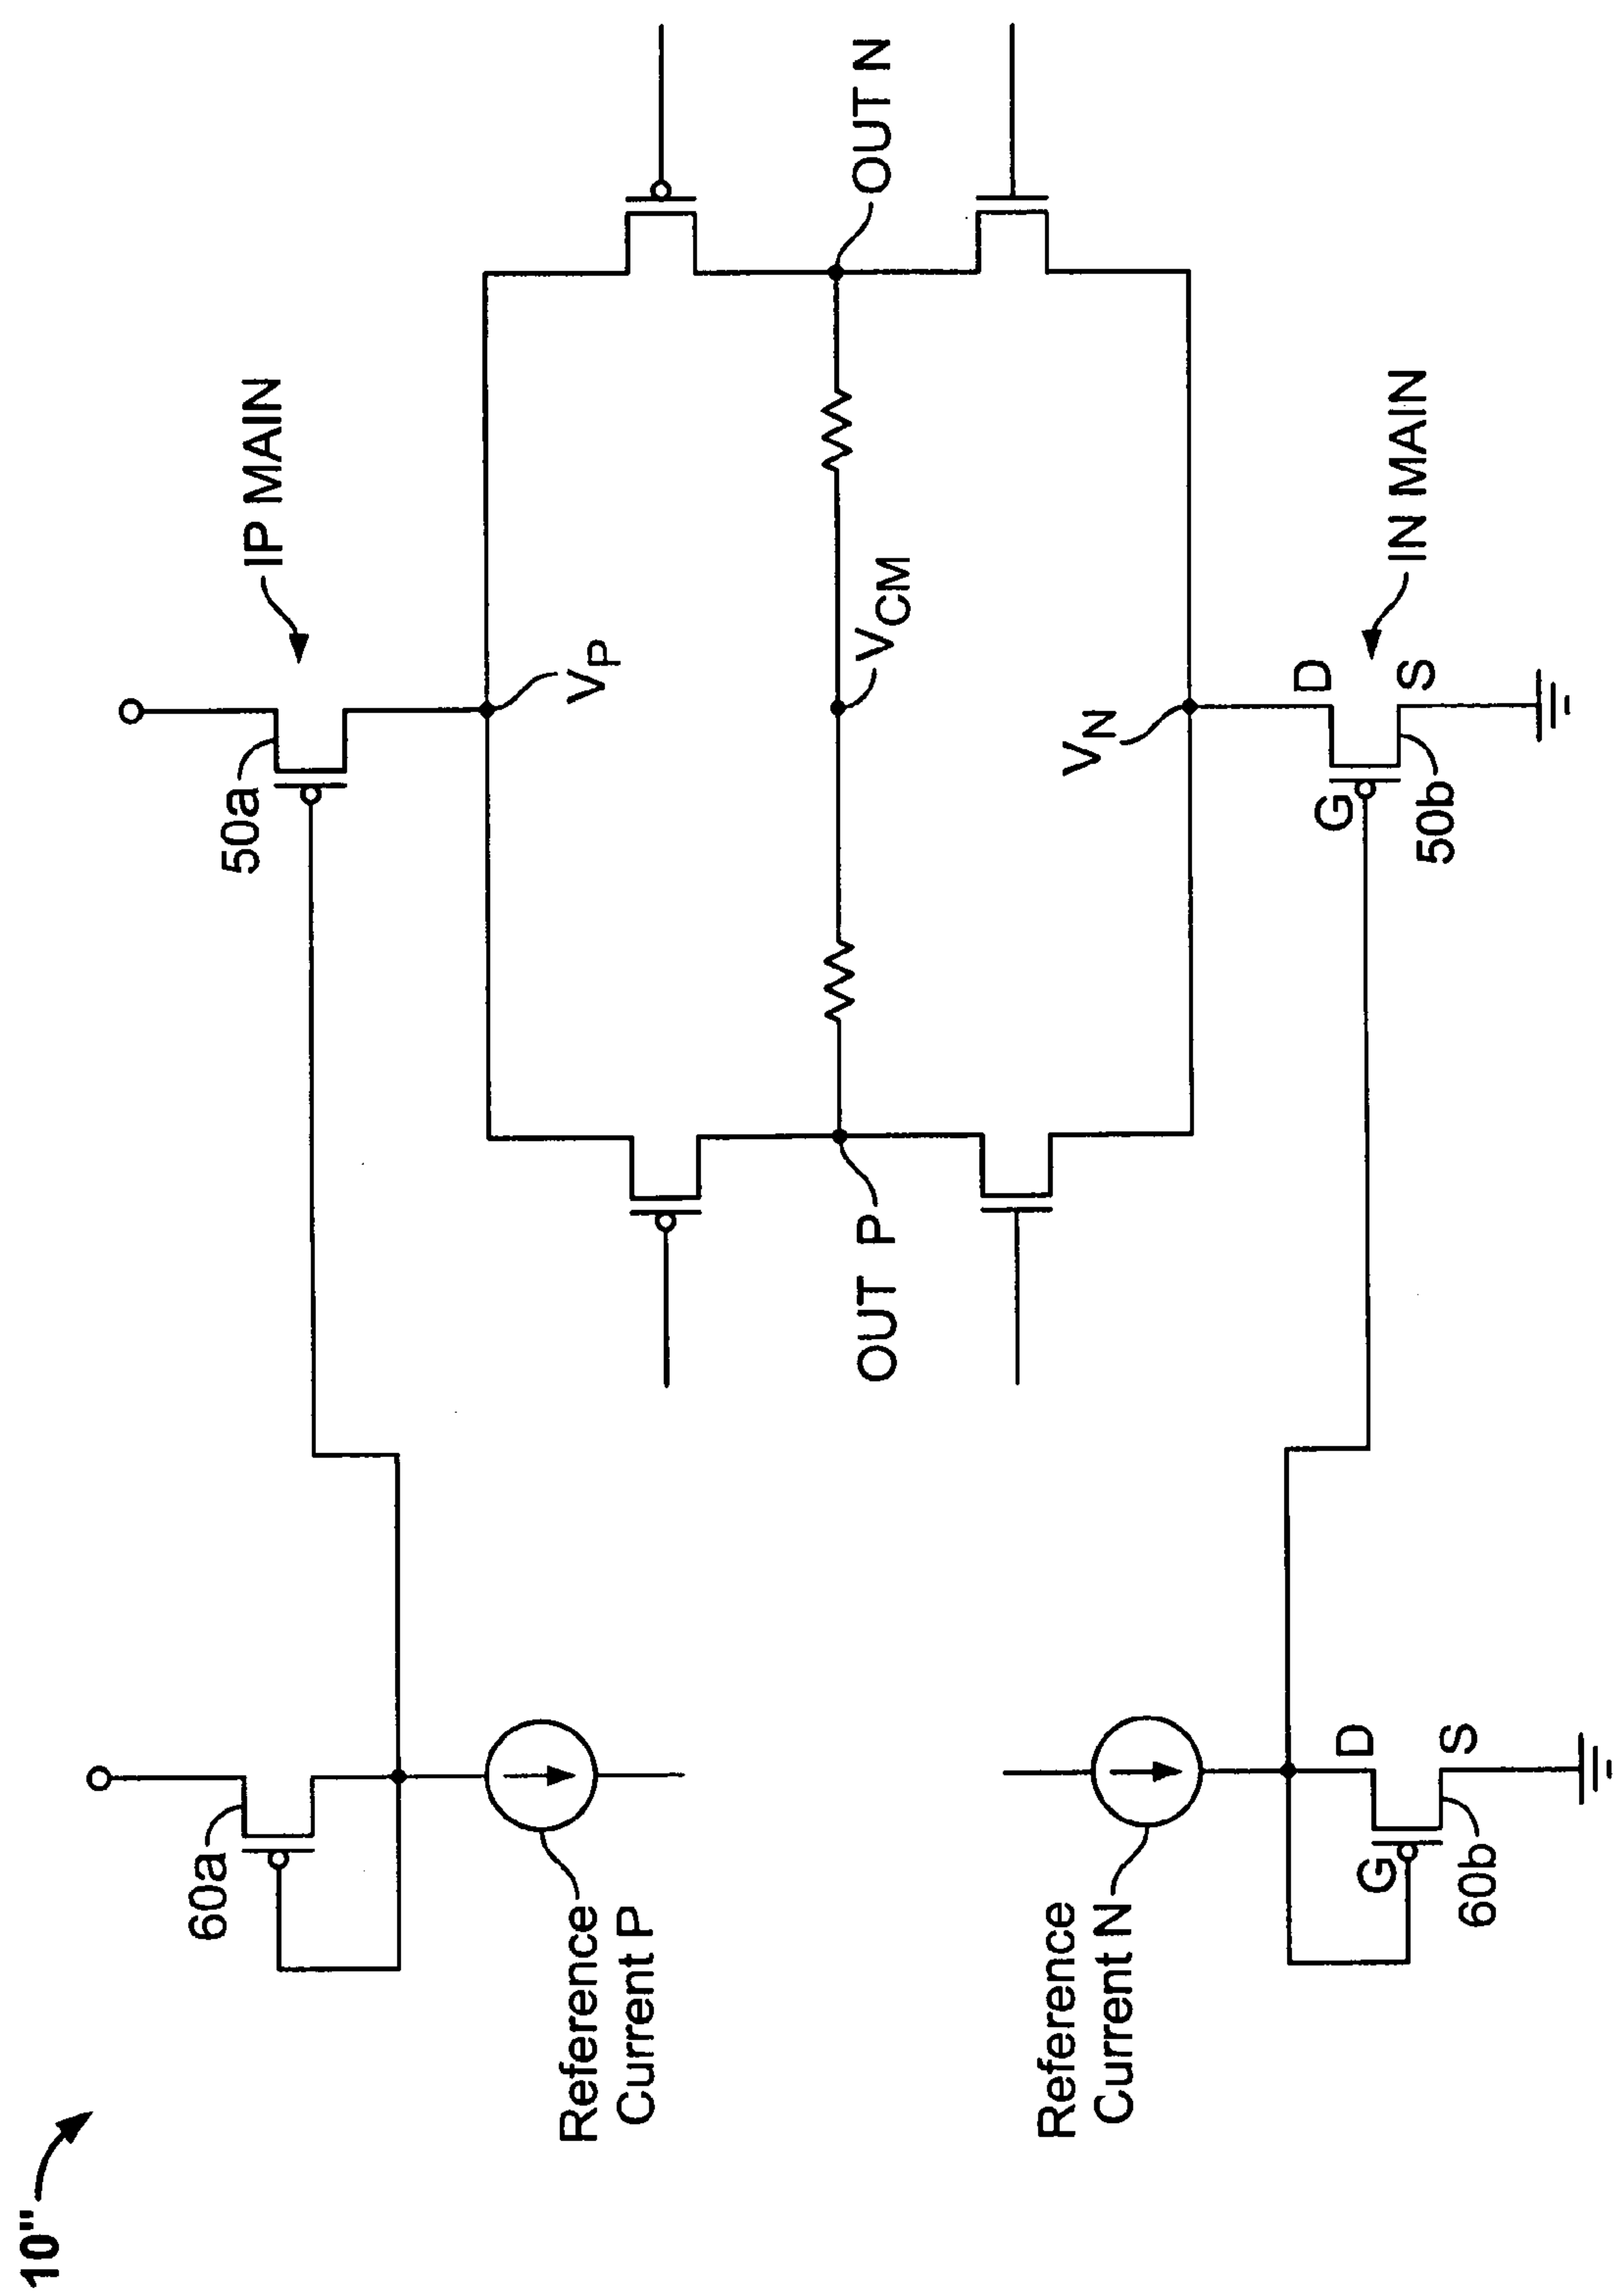 10"
60a
Reference
Current P
Reference
Current N
D
G
S
60b
50a
IP MAIN
VP
OUT P
VCM
OUT N
VN
D
G
S
50b
IN MAIN